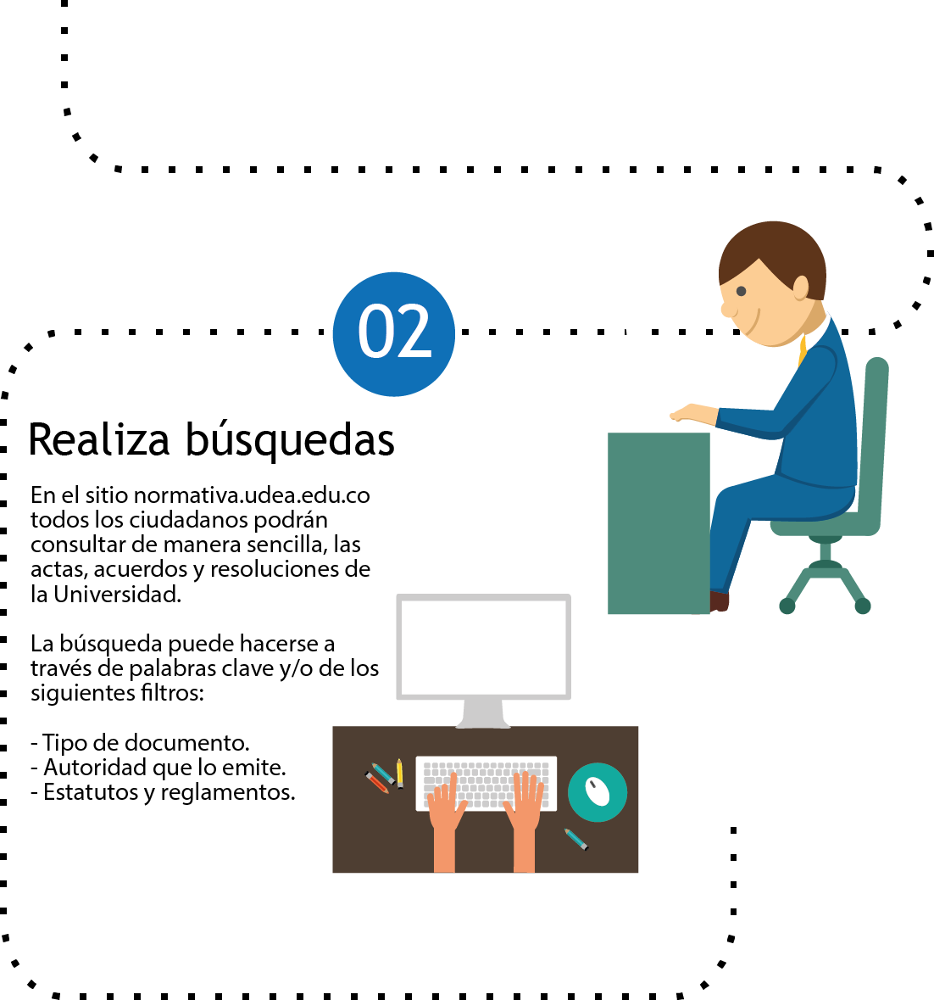 02
Realiza búsquedas
En el sitio normativa.udea.edu.co
todos los ciudadanos podrán
consultar de manera sencilla, las
actas, acuerdos y resoluciones de
la Universidad.
La búsqueda puede hacerse a
través de palabras clave y/o de los
siguientes filtros:
- Tipo de documento.
- Autoridad que lo emite.
- Estatutos y reglamentos.